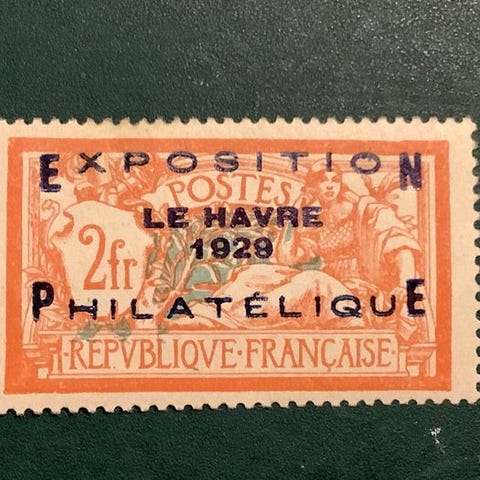 EXPOSITION
POSTES
LE HAVRE
1929
2fr
PHILATÉLIQUE
·REPVBLIQVE·FRANÇAISE·